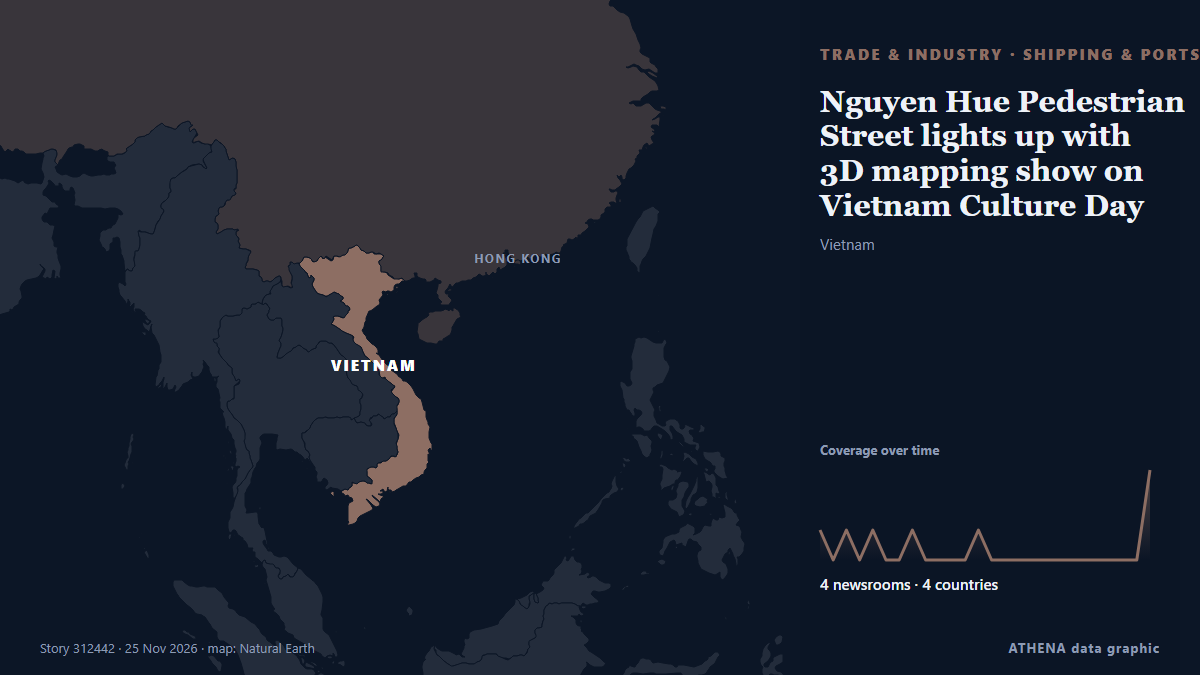 TRADE & INDUSTRY · SHIPPING & PORTS
Nguyen Hue Pedestrian
Street lights up with
3D mapping show on
Vietnam Culture Day
Vietnam
HONG KONG
VIETNAM
Coverage over time
4 newsrooms · 4 countries
Story 312442 · 25 Nov 2026 · map: Natural Earth
ATHENA data graphic